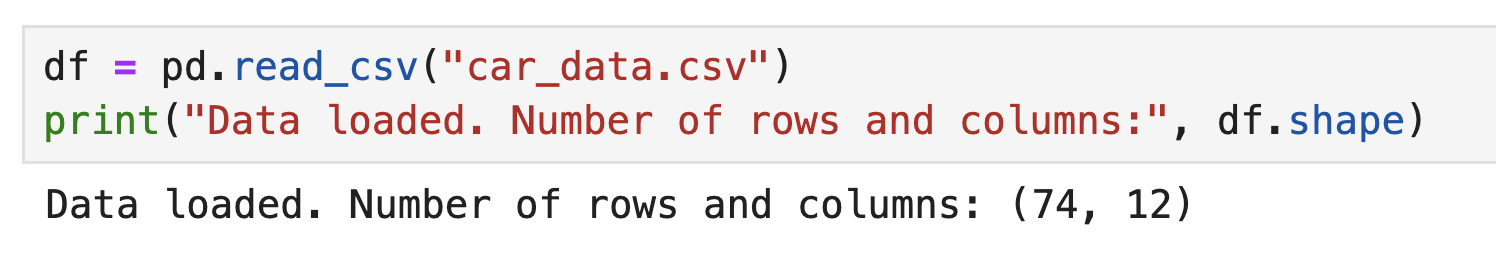 df = pd.read_csv("car_data.csv")
print("Data loaded. Number of rows and columns:", df.shape)
Data loaded. Number of rows and columns: (74, 12)